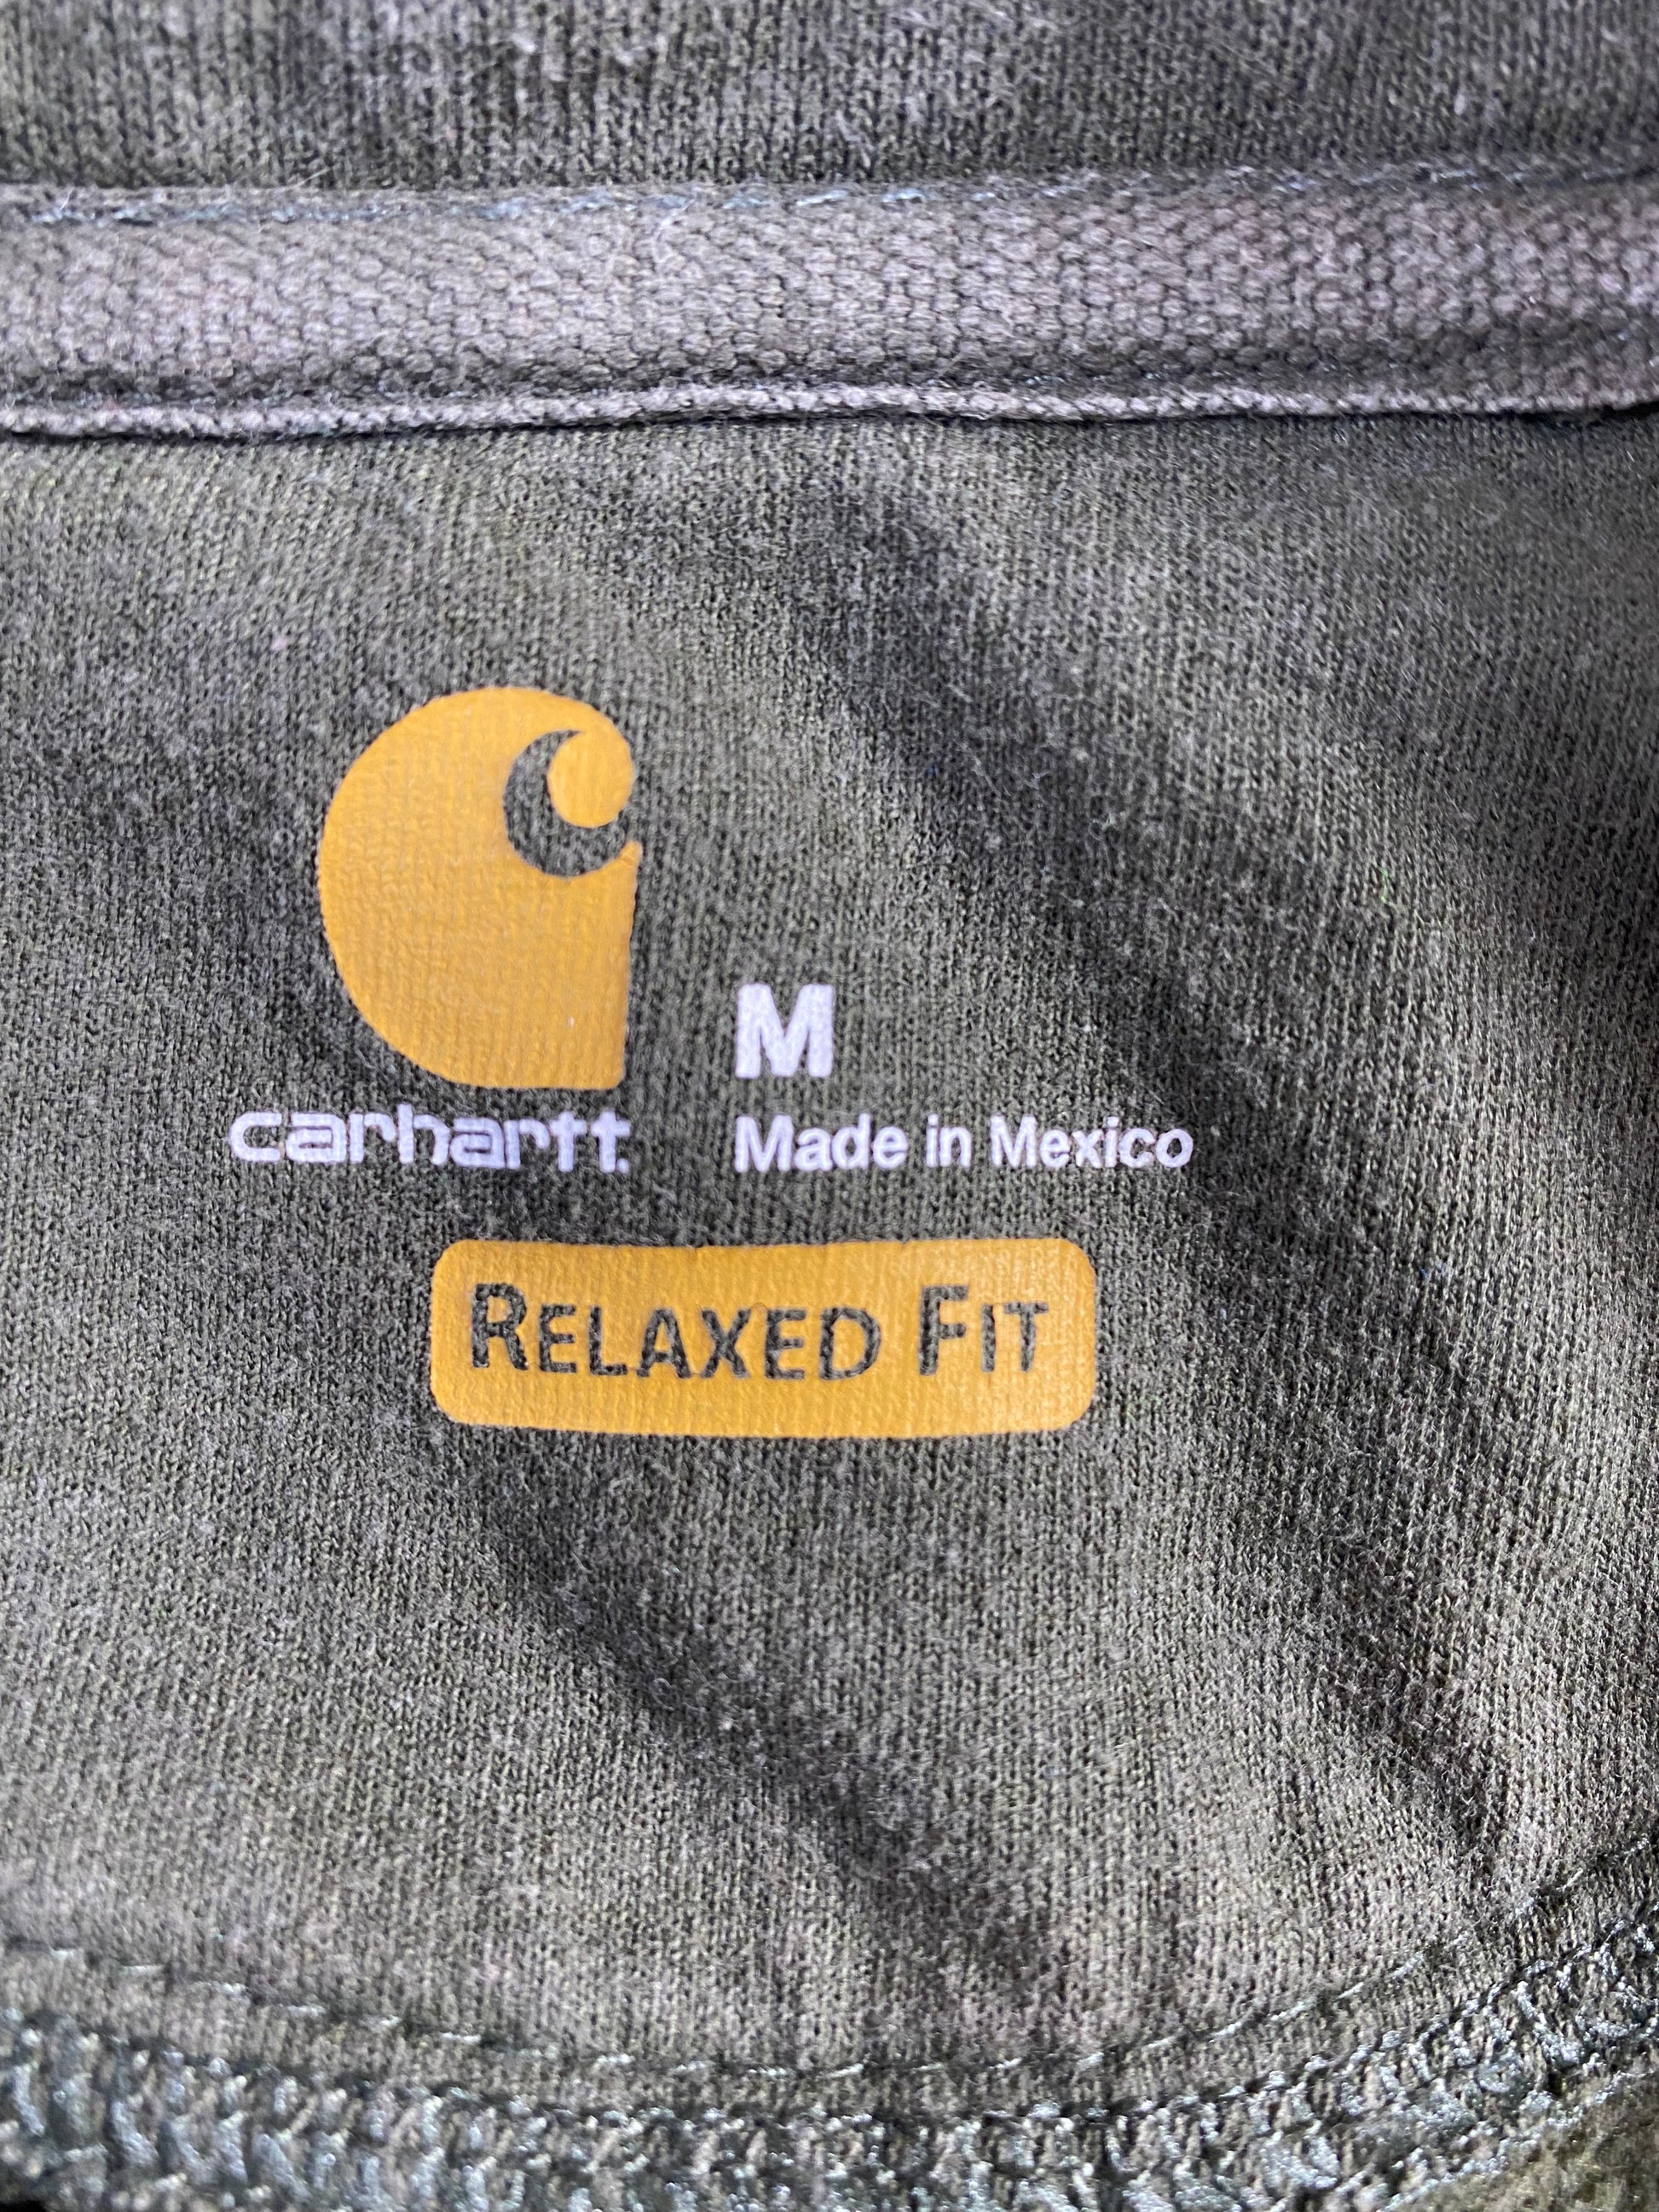 M
carhartt.
Made in Mexico
RELAXED FIT